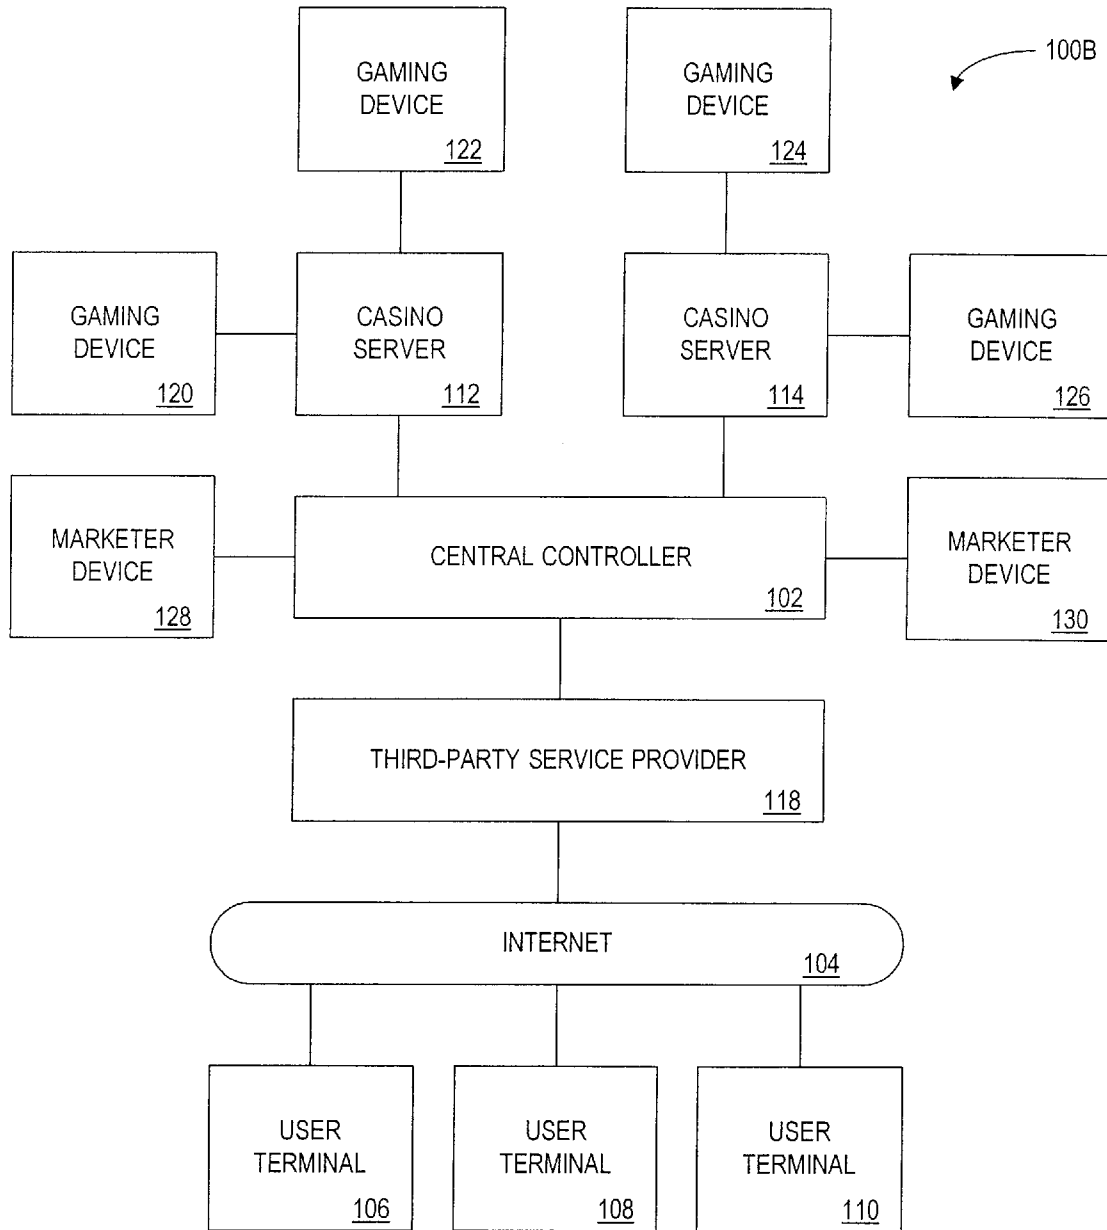 GAMING
DEVICE
122
GAMING
DEVICE
124
100B
GAMING
DEVICE
120
CASINO
SERVER
112
CASINO
SERVER
114
GAMING
DEVICE
126
MARKETER
DEVICE
128
CENTRAL CONTROLLER
102
MARKETER
DEVICE
130
THIRD-PARTY SERVICE PROVIDER
118
INTERNET
104
USER
TERMINAL
106
USER
TERMINAL
108
USER
TERMINAL
110